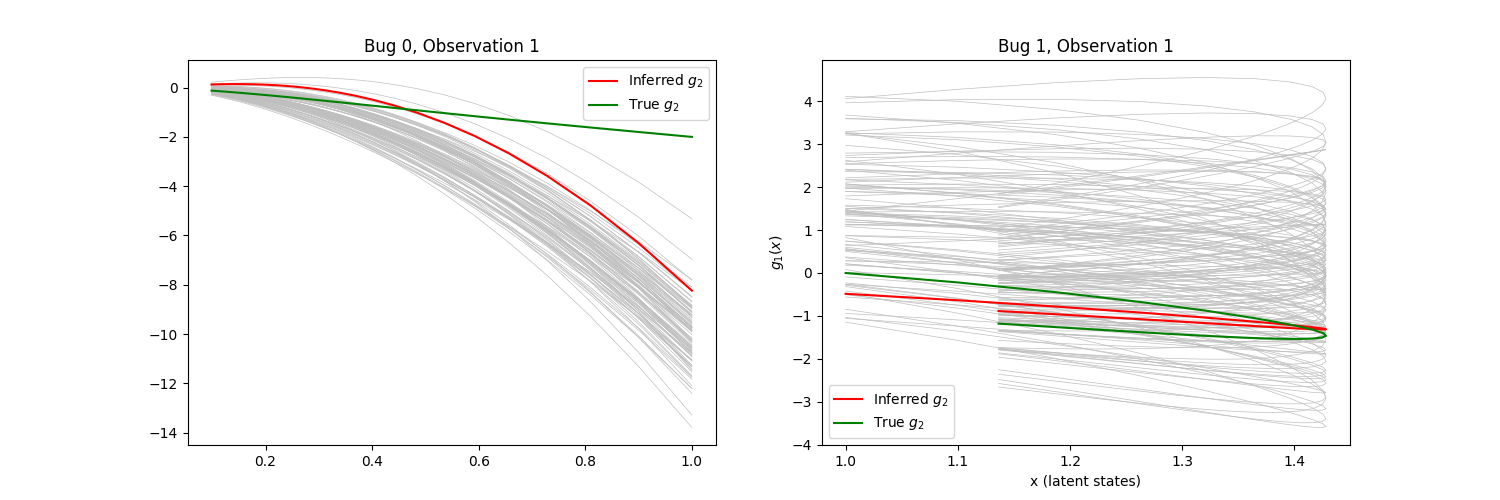 Bug 0, Observation 1
Inferred g₂
True g₂
0
−2
−4
−6
−8
−10
−12
−14
0.2 0.4 0.6 0.8 1.0
Bug 1, Observation 1
g₁(x)
4
3
2
1
0
−1
−2
−3
−4
Inferred g₂
True g₂
1.0 1.1 1.2 1.3 1.4
x (latent states)